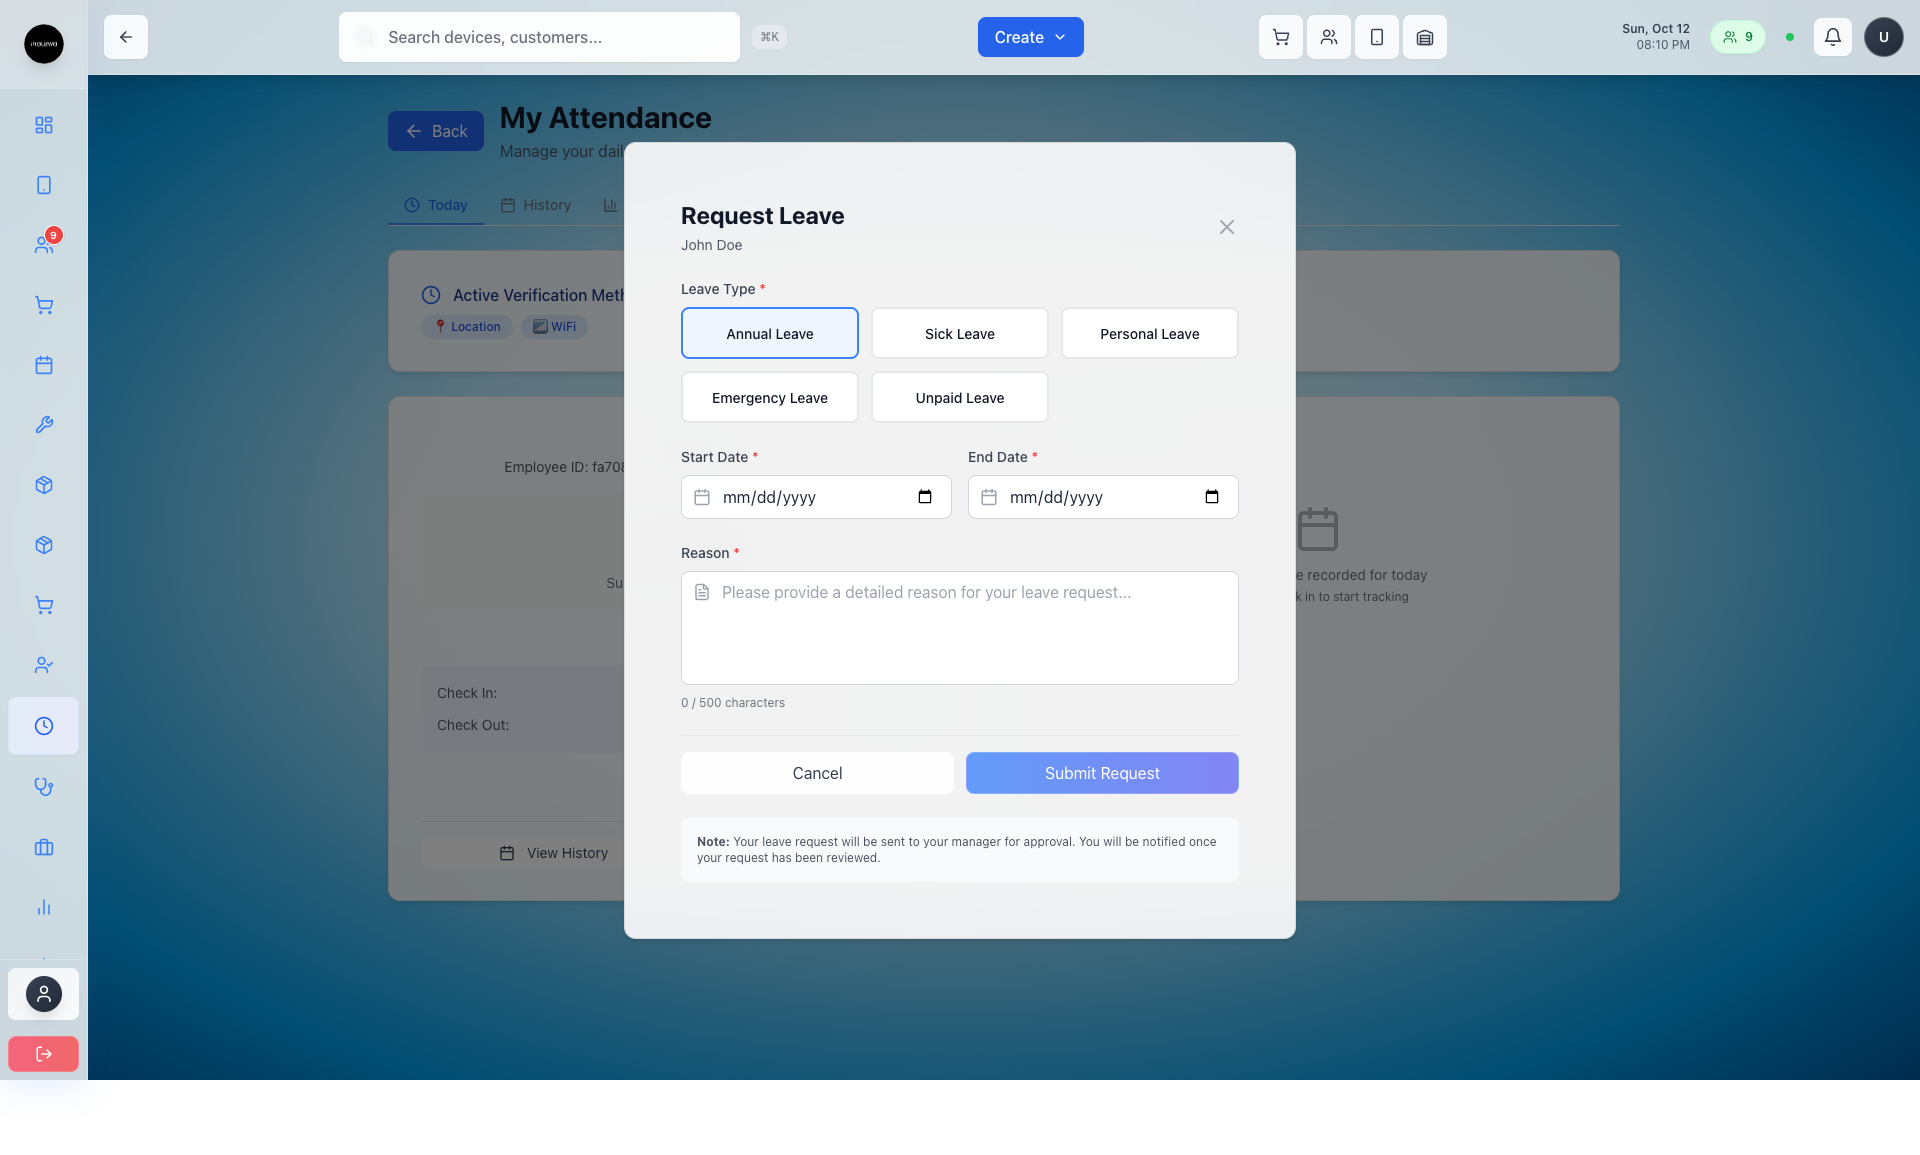 Search devices, customers...
⌘K
Create
Sun, Oct 12
08:10 PM
9
U
9
Back
My Attendance
Manage your dail
Today
History
Active Verification Meth
Location
WiFi
Employee ID: fa708
Su
Check In:
Check Out:
View History
e recorded for today
k in to start tracking
Request Leave
John Doe
Leave Type *
Annual Leave
Sick Leave
Personal Leave
Emergency Leave
Unpaid Leave
Start Date *
End Date *
mm/dd/yyyy
mm/dd/yyyy
Reason *
Please provide a detailed reason for your leave request...
0 / 500 characters
Cancel
Submit Request
Note: Your leave request will be sent to your manager for approval. You will be notified once
your request has been reviewed.